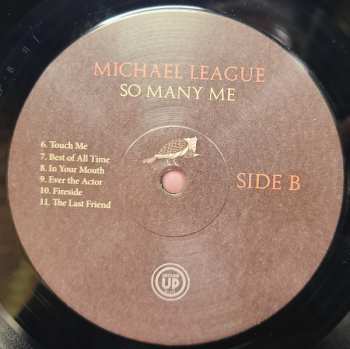 MICHAEL LEAGUE
SO MANY ME
6. Touch Me
7. Best of All Time
8. In Your Mouth
9. Ever the Actor
10. Fireside
11. The Last Friend
SIDE B
UP